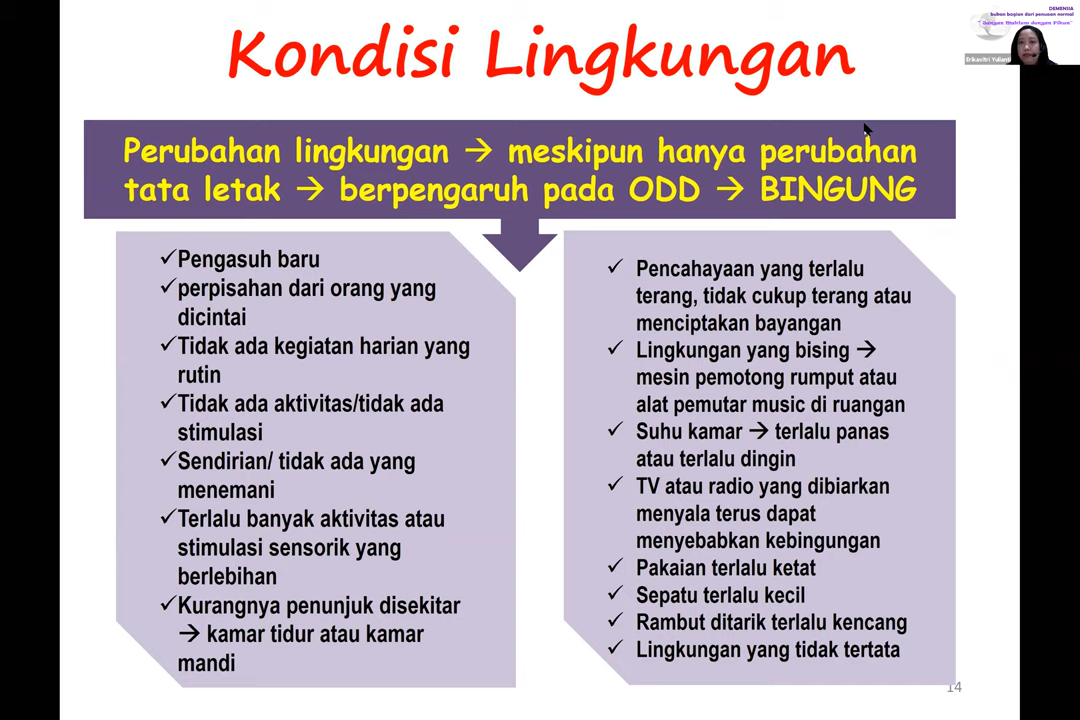 DEMENSIA
bukan bagian dari penuaan normal
"Jangan Maklum dengan Pikun"
Erikavitri Yulianti
Kondisi Lingkungan
Perubahan lingkungan → meskipun hanya perubahan
tata letak → berpengaruh pada ODD → BINGUNG
✓Pengasuh baru
✓perpisahan dari orang yang
dicintai
✓Tidak ada kegiatan harian yang
rutin
✓Tidak ada aktivitas/tidak ada
stimulasi
✓Sendirian/ tidak ada yang
menemani
✓Terlalu banyak aktivitas atau
stimulasi sensorik yang
berlebihan
✓Kurangnya penunjuk disekitar
→ kamar tidur atau kamar
mandi
✓ Pencahayaan yang terlalu
terang, tidak cukup terang atau
menciptakan bayangan
✓ Lingkungan yang bising →
mesin pemotong rumput atau
alat pemutar music di ruangan
✓ Suhu kamar → terlalu panas
atau terlalu dingin
✓ TV atau radio yang dibiarkan
menyala terus dapat
menyebabkan kebingungan
✓ Pakaian terlalu ketat
✓ Sepatu terlalu kecil
✓ Rambut ditarik terlalu kencang
✓ Lingkungan yang tidak tertata
14